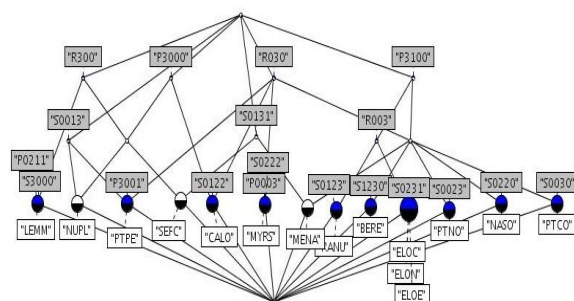 "R300" "P3000" "R030" "P3100"
"S0013" "S0131" "R003"
"P0211" "S0222"
"S3000" "P3001" "S0122" "P0003" "S0123" "S1230" "S0231" "S0023" "S0220" "S0030"
"LEMM" "NUPL" "PTPE" "SEFC" "CALO" "MYRS" "MENA" "RANU" "BERE" "ELOC" "PTNO" "NASO" "PTCO"
"ELON"
"ELOE"